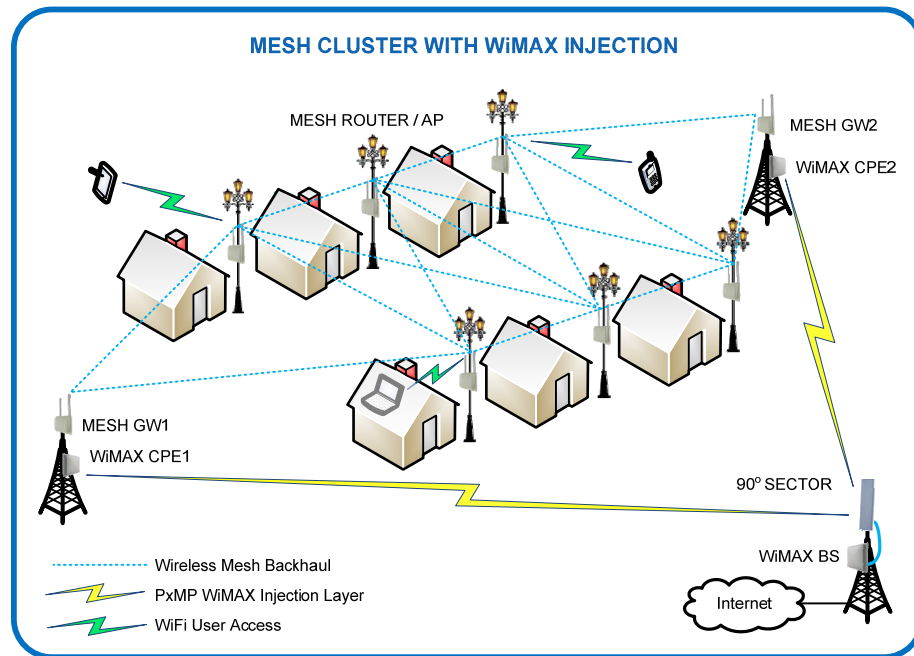 MESH CLUSTER WITH WiMAX INJECTION
MESH ROUTER / AP
MESH GW2
WiMAX CPE2
MESH GW1
WiMAX CPE1
90º SECTOR
WiMAX BS
Internet
Wireless Mesh Backhaul
PxMP WiMAX Injection Layer
WiFi User Access